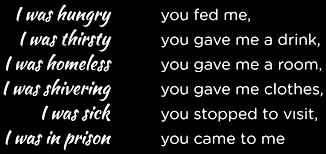 I was hungry you fed me,
I was thirsty you gave me a drink,
I was homeless you gave me a room,
I was shivering you gave me clothes,
I was sick you stopped to visit,
I was in prison you came to me